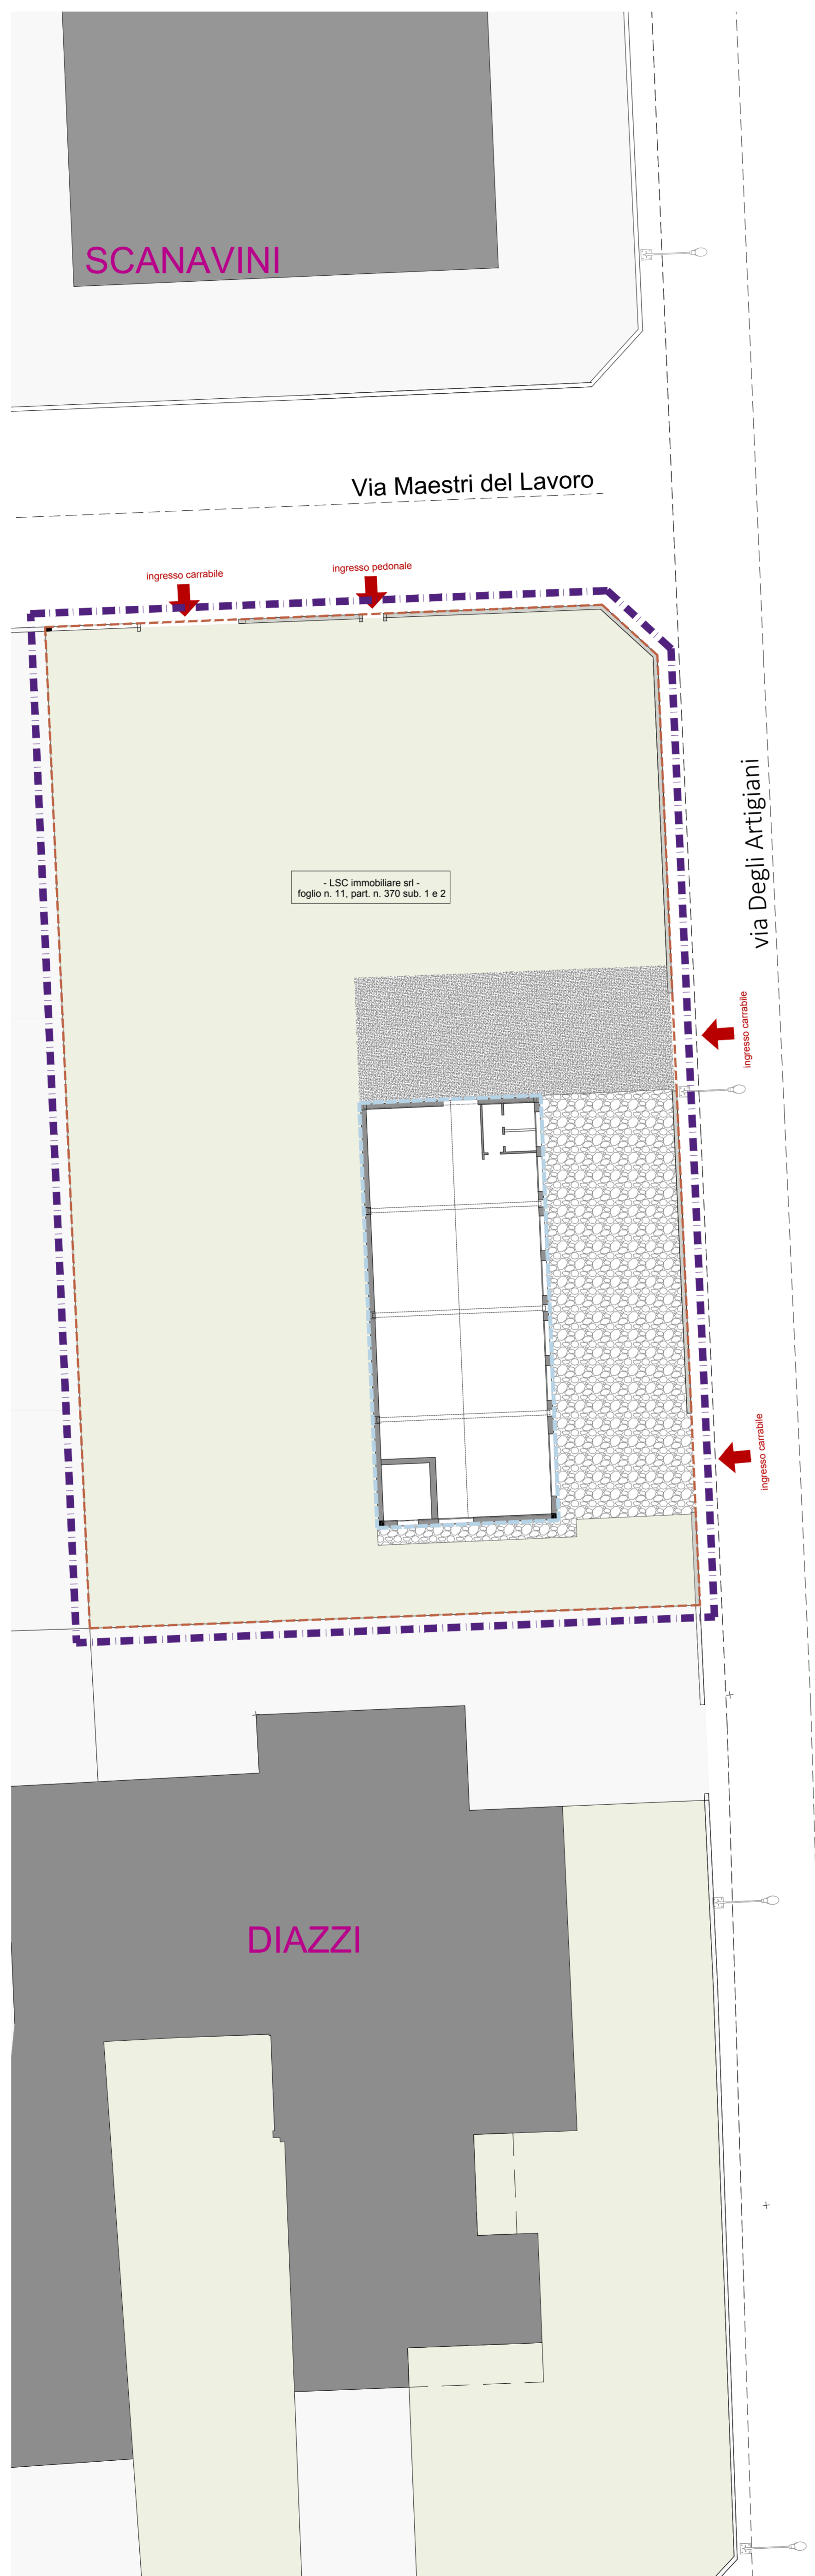 SCANAVINI
Via Maestri del Lavoro
ingresso carrabile
ingresso pedonale
via Degli Artigiani
- LSC immobiliare srl -
foglio n. 11, part. n. 370 sub. 1 e 2
ingresso carrabile
ingresso carrabile
DIAZZI